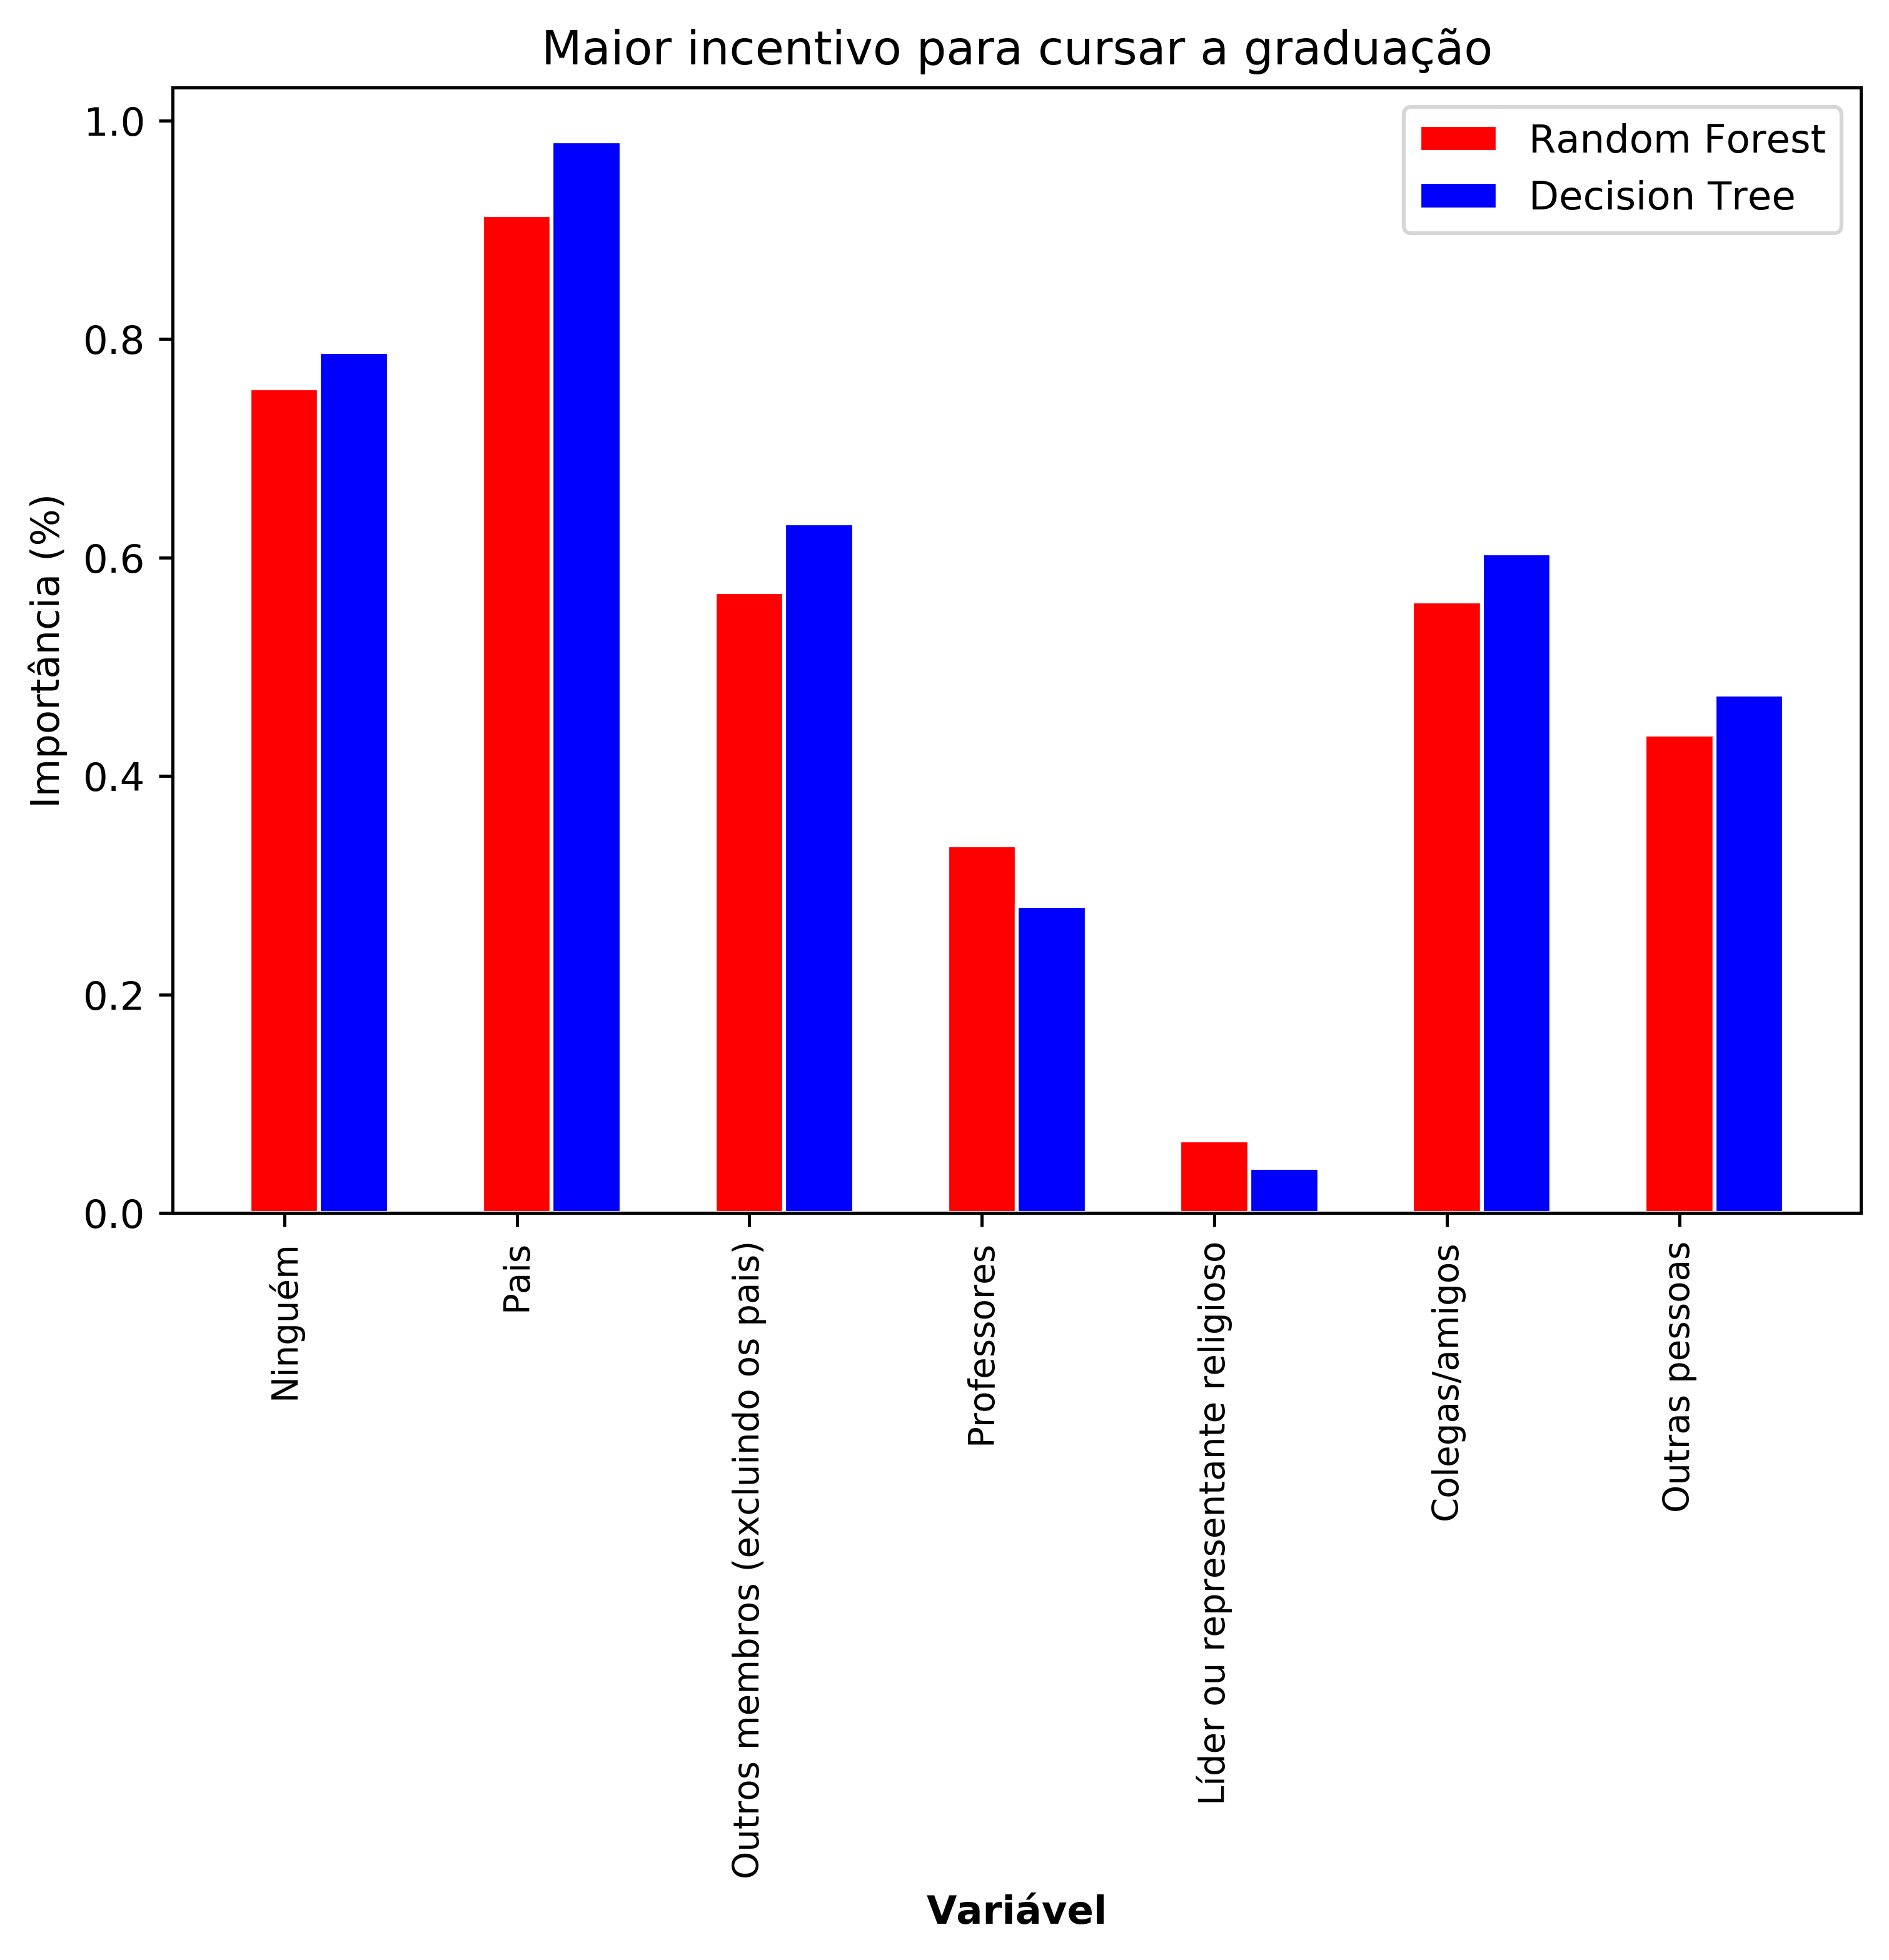 Maior incentivo para cursar a graduação
Random Forest
Decision Tree
Importância (%)
1.0
0.8
0.6
0.4
0.2
0.0
Ninguém
Pais
Outros membros (excluindo os pais)
Professores
Líder ou representante religioso
Colegas/amigos
Outras pessoas
Variável